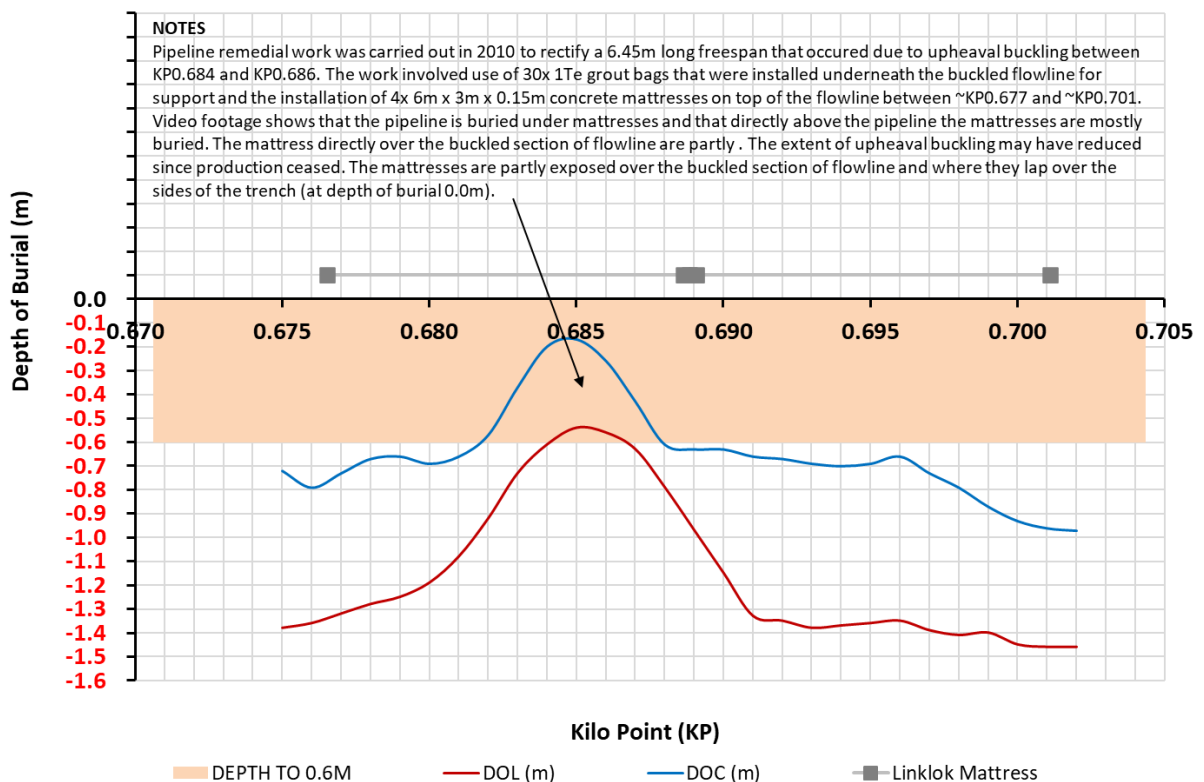 NOTES
Pipeline remedial work was carried out in 2010 to rectify a 6.45m long freespan that occured due to upheaval buckling between
KP0.684 and KP0.686. The work involved use of 30x 1Te grout bags that were installed underneath the buckled flowline for
support and the installation of 4x 6m x 3m x 0.15m concrete mattresses on top of the flowline between ~KP0.677 and ~KP0.701.
Video footage shows that the pipeline is buried under mattresses and that directly above the pipeline the mattresses are mostly
buried. The mattress directly over the buckled section of flowline are partly . The extent of upheaval buckling may have reduced
since production ceased. The mattresses are partly exposed over the buckled section of flowline and where they lap over the
sides of the trench (at depth of burial 0.0m).
Depth of Burial (m)
0.0
-0.1
-0.2
-0.3
-0.4
-0.5
-0.6
-0.7
-0.8
-0.9
-1.0
-1.1
-1.2
-1.3
-1.4
-1.5
-1.6
0.670 0.675 0.680 0.685 0.690 0.695 0.700 0.705
Kilo Point (KP)
DEPTH TO 0.6M DOL (m) DOC (m) Linklok Mattress